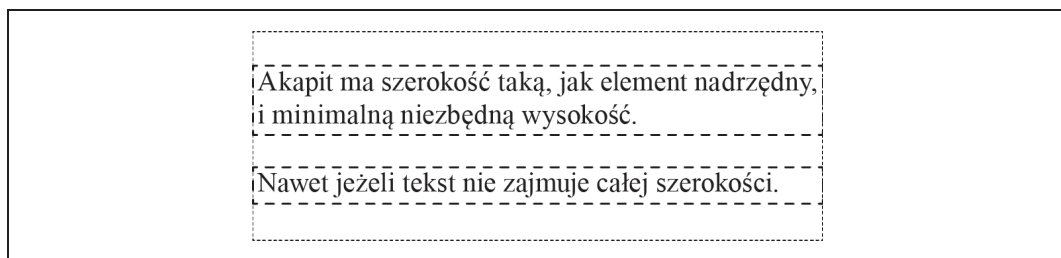 Akapit ma szerokość taką, jak element nadrzędny,
i minimalną niezbędną wysokość.
Nawet jeżeli tekst nie zajmuje całej szerokości.